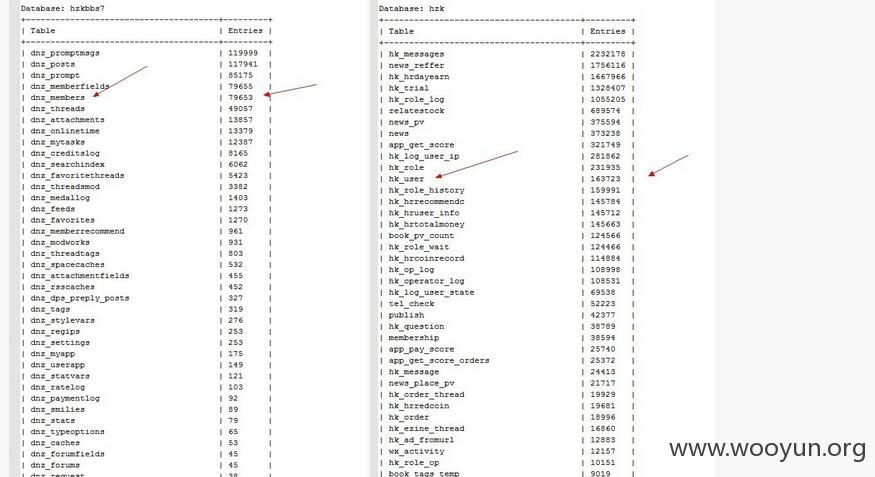 Database: hzkbbs7
| Table | Entries |
| dnz_promptmsgs | 119999 |
| dnz_posts | 117941 |
| dnz_prompt | 85175 |
| dnz_memberfields | 79655 |
| dnz_members | 79653 |
| dnz_threads | 49057 |
| dnz_attachments | 13857 |
| dnz_onlinetime | 13379 |
| dnz_mytasks | 12387 |
| dnz_creditslog | 8165 |
| dnz_searchindex | 6062 |
| dnz_favoritethreads | 5423 |
| dnz_threadsmod | 3382 |
| dnz_medallog | 1403 |
| dnz_feeds | 1273 |
| dnz_favorites | 1270 |
| dnz_memberrecommend | 961 |
| dnz_modworks | 931 |
| dnz_threadtags | 803 |
| dnz_spacecaches | 532 |
| dnz_attachmentfields | 455 |
| dnz_rsscaches | 452 |
| dnz_dps_preply_posts | 327 |
| dnz_tags | 319 |
| dnz_stylevars | 276 |
| dnz_regips | 253 |
| dnz_settings | 253 |
| dnz_myapp | 175 |
| dnz_userapp | 149 |
| dnz_statvars | 121 |
| dnz_ratelog | 103 |
| dnz_paymentlog | 92 |
| dnz_smilies | 89 |
| dnz_stats | 79 |
| dnz_typeoptions | 65 |
| dnz_caches | 53 |
| dnz_forumfields | 45 |
| dnz_forums | 45 |
| dnz_request | 38 |
Database: hzk
| Table | Entries |
| hk_messages | 2232178 |
| news_reffer | 1756116 |
| hk_hrdayearn | 1667966 |
| hk_trial | 1328407 |
| hk_role_log | 1055205 |
| relatestock | 689574 |
| news_pv | 375594 |
| news | 373238 |
| app_get_score | 321749 |
| hk_log_user_ip | 281862 |
| hk_role | 231935 |
| hk_user | 163723 |
| hk_role_history | 159991 |
| hk_hrrecommendc | 145784 |
| hk_hruser_info | 145712 |
| hk_hrtotalmoney | 145663 |
| book_pv_count | 124566 |
| hk_role_wait | 124466 |
| hk_hrcoinrecord | 114884 |
| hk_op_log | 108998 |
| hk_operator_log | 108531 |
| hk_log_user_state | 69538 |
| tel_check | 52223 |
| publish | 42377 |
| hk_question | 38789 |
| membership | 38594 |
| app_pay_score | 25740 |
| app_get_score_orders | 25372 |
| hk_message | 24413 |
| news_place_pv | 21717 |
| hk_order_thread | 19929 |
| hk_hrredcoin | 19681 |
| hk_order | 18996 |
| hk_ezine_thread | 16860 |
| hk_ad_fromurl | 12883 |
| wx_activity | 12157 |
| hk_role_op | 10151 |
| book_tags_temp | 9019 |
www.wooyun.org